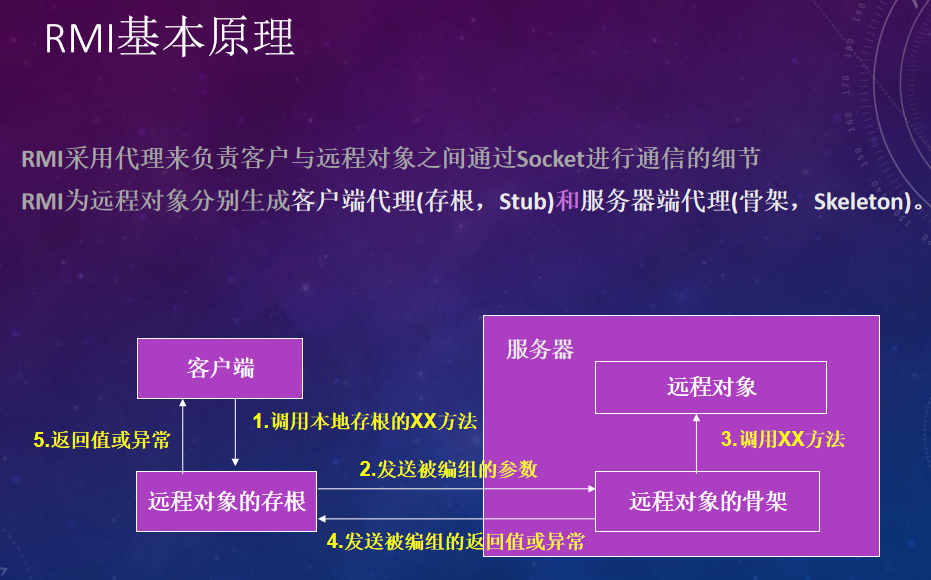 RMI基本原理
RMI采用代理来负责客户与远程对象之间通过Socket进行通信的细节
RMI为远程对象分别生成客户端代理(存根，Stub)和服务器端代理(骨架，Skeleton)。
服务器
客户端
远程对象
1.调用本地存根的XX方法
5.返回值或异常
3.调用XX方法
2.发送被编组的参数
远程对象的存根
远程对象的骨架
4.发送被编组的返回值或异常
190
180
170
160
150